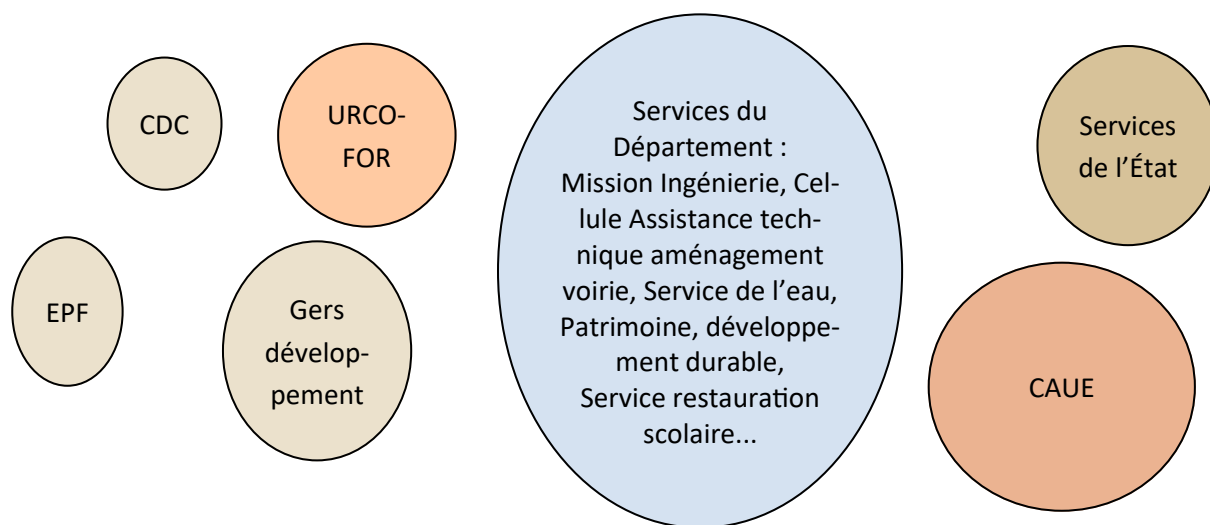 CDC
URCO-
FOR
EPF
Gers
dévelop-
pement
Services du
Département :
Mission Ingénierie, Cel-
lule Assistance tech-
nique aménagement
voirie, Service de l’eau,
Patrimoine, développe-
ment durable,
Service restauration
scolaire...
Services
de l’État
CAUE